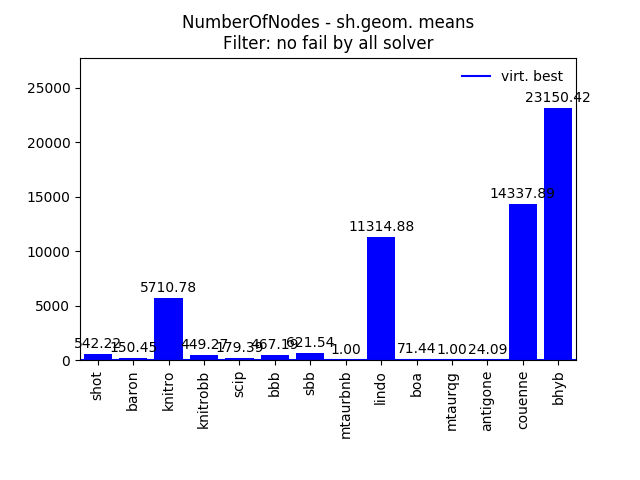 NumberOfNodes - sh.geom. means
Filter: no fail by all solver
virt. best
25000
20000
15000
10000
5000
0
542.22
150.45
5710.78
449.27
179.39
467.19
621.54
1.00
11314.88
71.44
1.00
24.09
14337.89
23150.42
shot
baron
knitro
knitrobb
scip
bbb
sbb
mtaurbnb
lindo
boa
mtaurqg
antigone
couenne
bhyb